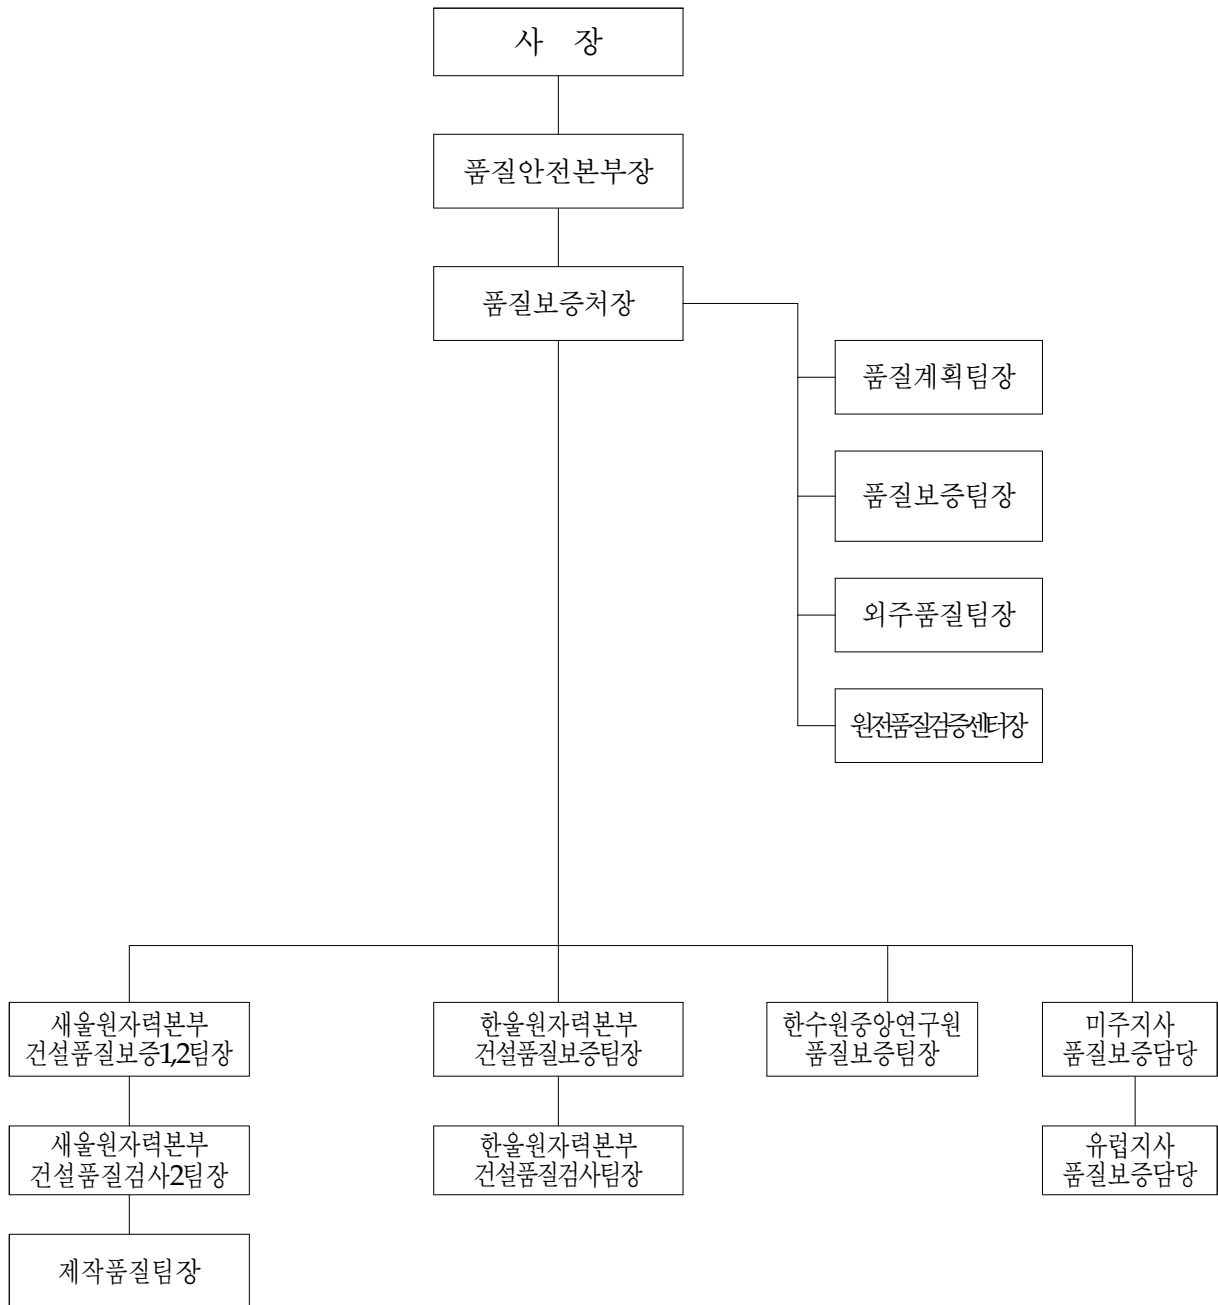 사 장
품질안전본부장
품질보증처장
품질계획팀장
품질보증팀장
외주품질팀장
원전품질검증센터장
새울원자력본부
건설품질보증1,2팀장
한울원자력본부
건설품질보증팀장
한수원중앙연구원
품질보증팀장
미주지사
품질보증담당
새울원자력본부
건설품질검사2팀장
한울원자력본부
건설품질검사팀장
유럽지사
품질보증담당
제작품질팀장